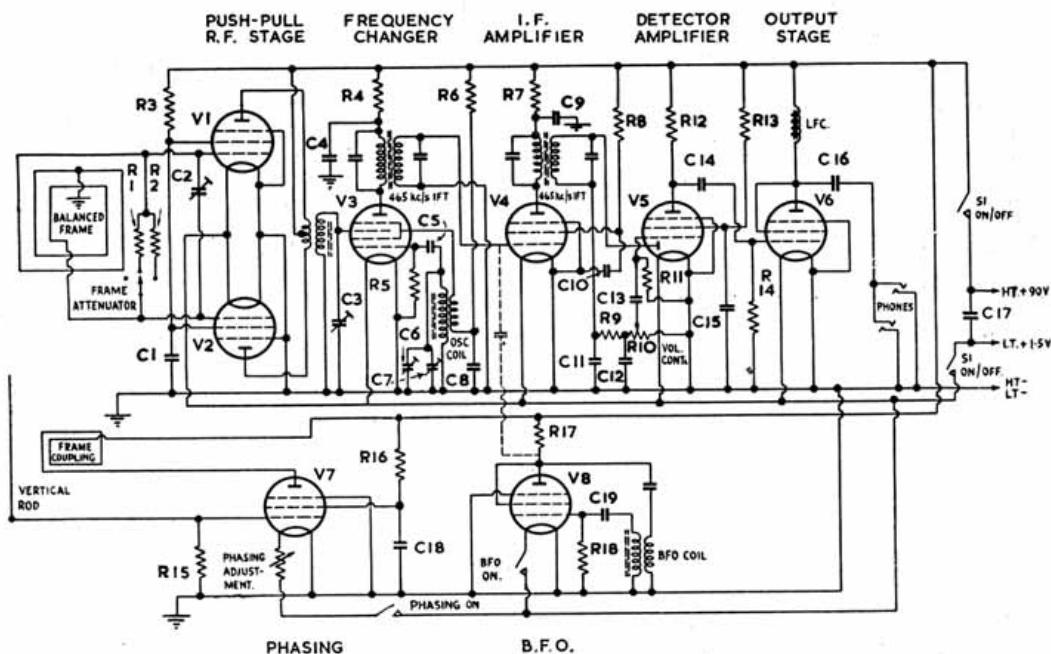 PUSH-PULL
R.F. STAGE
FREQUENCY
CHANGER
I.F.
AMPLIFIER
DETECTOR
AMPLIFIER
OUTPUT
STAGE
R3
V1
R4
R6
R7
C9
R8
R12
R13
LFC.
C4
R
1
R
2
C2
C14
C16
BALANCED
FRAME
465 kc/s IFT
465 kc/s IFT
V3
C5
V4
V5
V6
S1
ON/OFF
FRAME
ATTENUATOR
R5
C10
R11
R
14
PHONES
HT.+90V
C3
C13
C15
C17
V2
C1
C6
OSC
COIL
R9
R10
VOL.
CONT.
LT.+1·5V
C7
C8
C11
C12
S1
ON/OFF.
HT-
LT-
FRAME
COUPLING
R17
R16
V7
V8
VERTICAL
ROD
C19
C18
R18
BFO COIL
R15
PHASING
ADJUST-
MENT.
BFO
ON.
PHASING ON
PHASING
B.F.O.